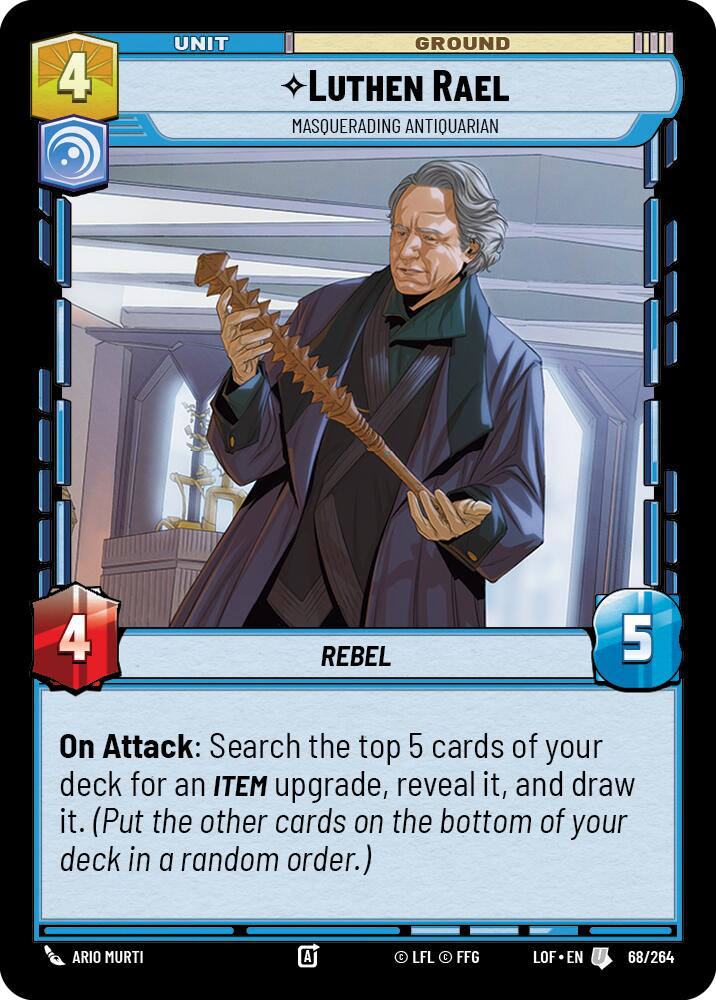 UNIT
GROUND
4
✧LUTHEN RAEL
MASQUERADING ANTIQUARIAN
4
REBEL
5
On Attack: Search the top 5 cards of your
deck for an ITEM upgrade, reveal it, and draw
it. (Put the other cards on the bottom of your
deck in a random order.)
ARIO MURTI
A
© LFL © FFG
LOF • EN
U
68/264